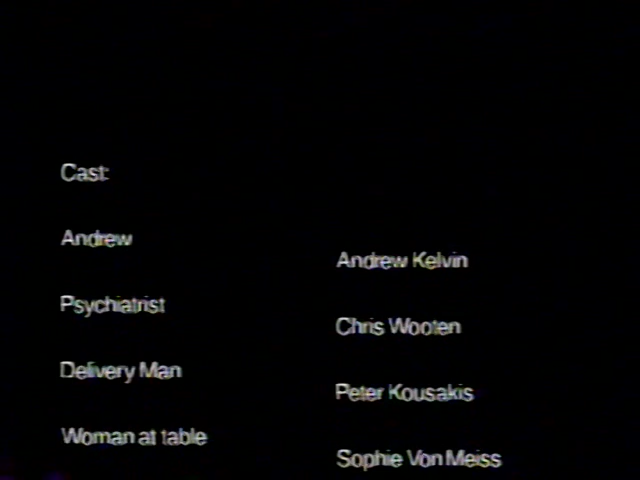 Cast:
Andrew
Andrew Kelvin
Psychiatrist
Chris Wooten
Delivery Man
Peter Kousakis
Woman at table
Sophie Von Meiss